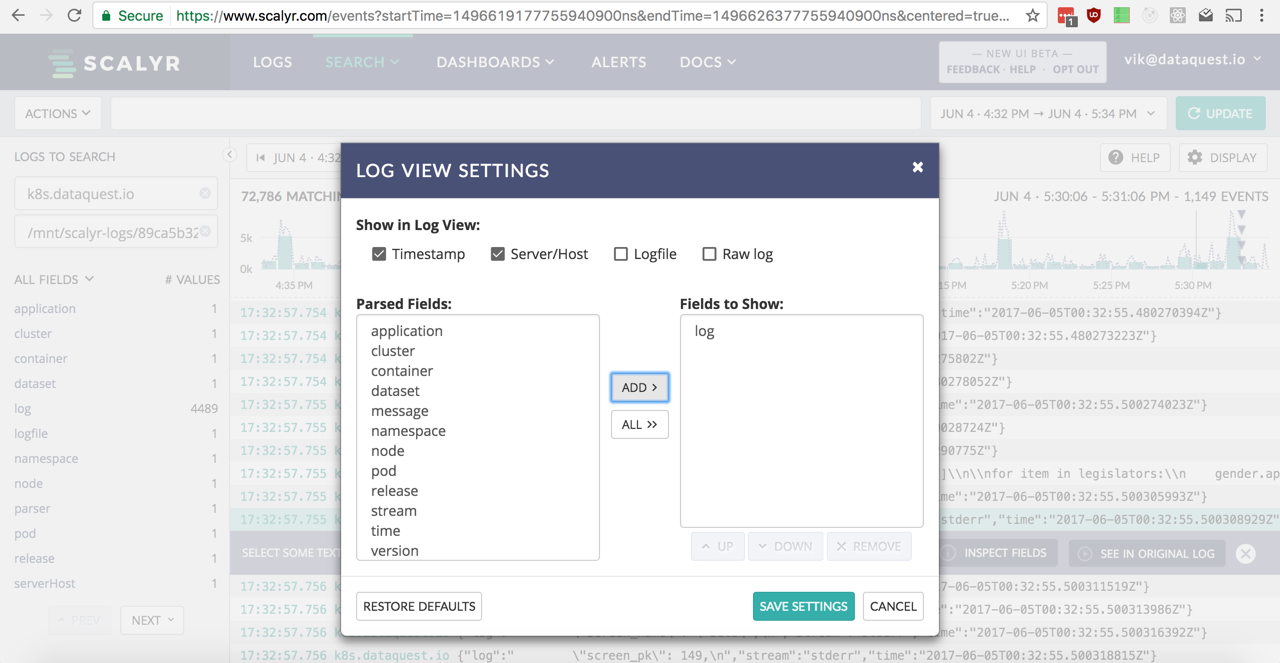 Secure https://www.scalyr.com/events?startTime=1496619177755940900ns&endTime=1496626377755940900ns&centered=true... 1
SCALYR LOGS SEARCH DASHBOARDS ALERTS DOCS
— NEW UI BETA —
FEEDBACK · HELP · OPT OUT
vik@dataquest.io
ACTIONS JUN 4 · 4:32 PM → JUN 4 · 5:34 PM UPDATE
LOGS TO SEARCH
k8s.dataquest.io
/mnt/scalyr-logs/89ca5b32
ALL FIELDS # VALUES
application 1
cluster 1
container 1
dataset 1
log 4489
logfile 1
namespace 1
node 1
parser 1
pod 1
release 1
serverHost 1
PREV NEXT
JUN 4 · 4:32
HELP DISPLAY
72,786 MATCHIN
JUN 4 · 5:30:06 - 5:31:06 PM · 1,149 EVENTS
5k
0k
4:35 PM
15 PM 5:20 PM 5:25 PM 5:30 PM
LOG VIEW SETTINGS
Show in Log View:
Timestamp Server/Host Logfile Raw log
Parsed Fields:
application
cluster
container
dataset
message
namespace
node
pod
release
stream
time
version
ADD >
ALL >>
Fields to Show:
log
UP DOWN REMOVE
RESTORE DEFAULTS SAVE SETTINGS CANCEL
17:32:57.754 time":"2017-06-05T00:32:55.480270394Z"}
17:32:57.754 me":"2017-06-05T00:32:55.480273223Z"}
17:32:57.754 275802Z"}
17:32:57.754 80278052Z"}
17:32:57.755 me":"2017-06-05T00:32:55.500274023Z"}
17:32:57.755 0028724Z"}
17:32:57.755 90775Z"}
17:32:57.755 ]\\n\\nfor item in legislators:\\n gender.ap
17:32:57.755 me":"2017-06-05T00:32:55.500305993Z"}
17:32:57.755 stderr","time":"2017-06-05T00:32:55.500308929Z"
SELECT SOME TEXT INSPECT FIELDS SEE IN ORIGINAL LOG
17:32:57.756 7-06-05T00:32:55.500311519Z"}
17:32:57.756 :"2017-06-05T00:32:55.500313986Z"}
17:32:57.756 me":"2017-06-05T00:32:55.500316392Z"}
17:32:57.756 k8s.dataquest.io {"log":" \"screen_pk\": 149,\n","stream":"stderr","time":"2017-06-05T00:32:55.500318815Z"}